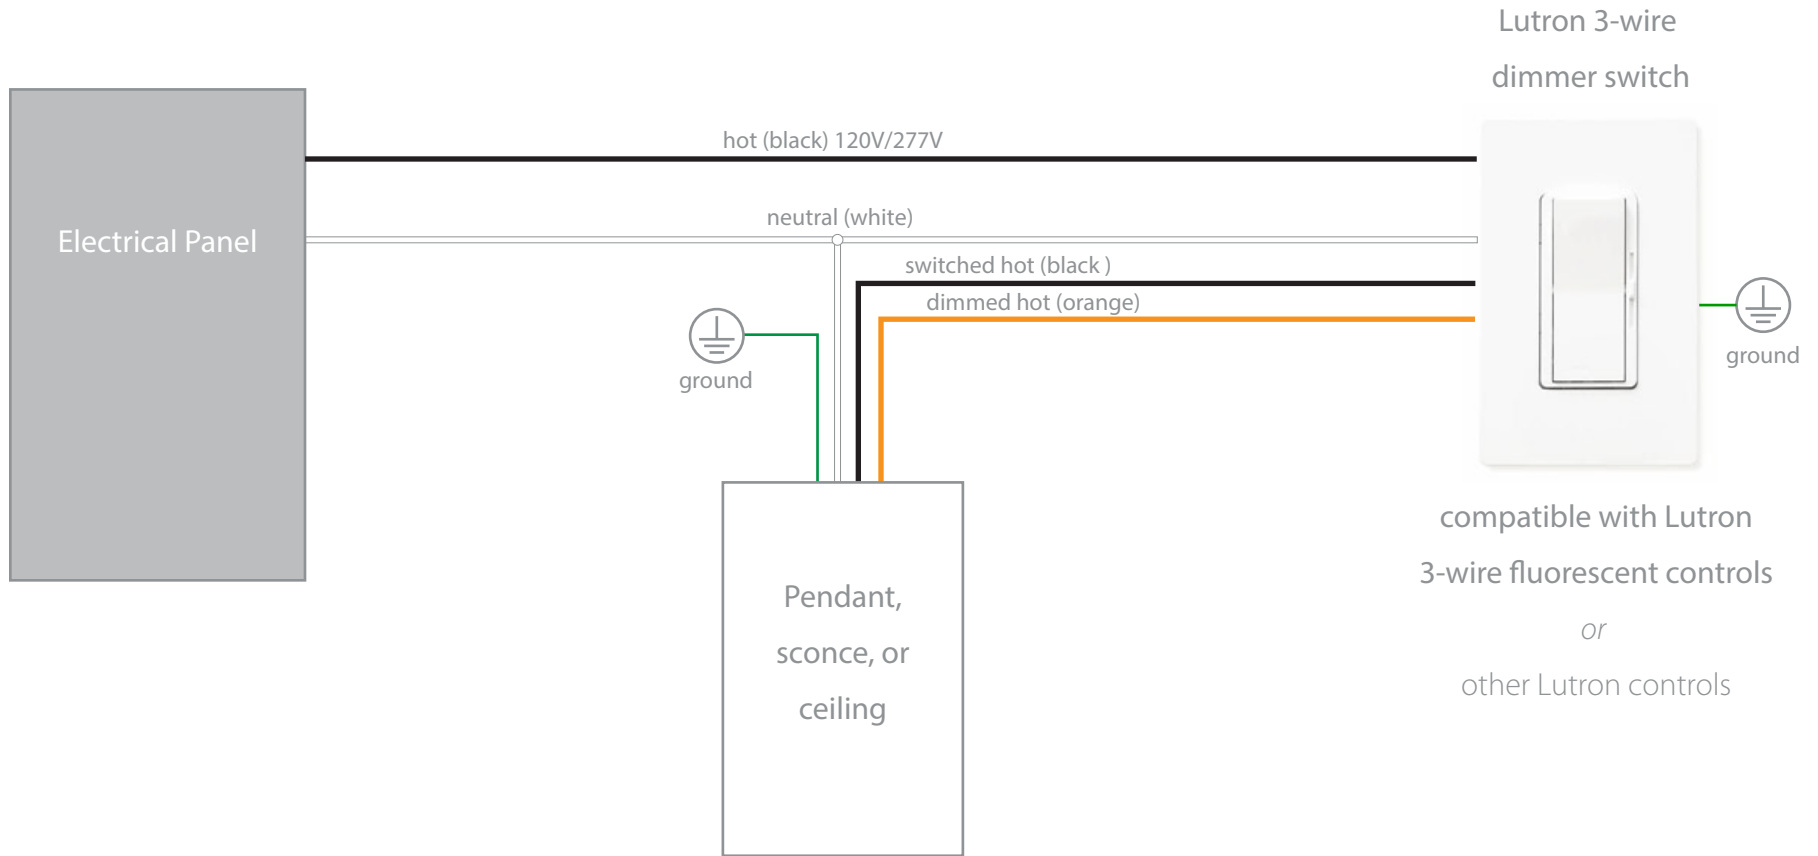 Lutron 3-wire
dimmer switch
hot (black) 120V/277V
neutral (white)
Electrical Panel
switched hot (black )
dimmed hot (orange)
ground
ground
compatible with Lutron
3-wire fluorescent controls
or
other Lutron controls
Pendant,
sconce, or
ceiling